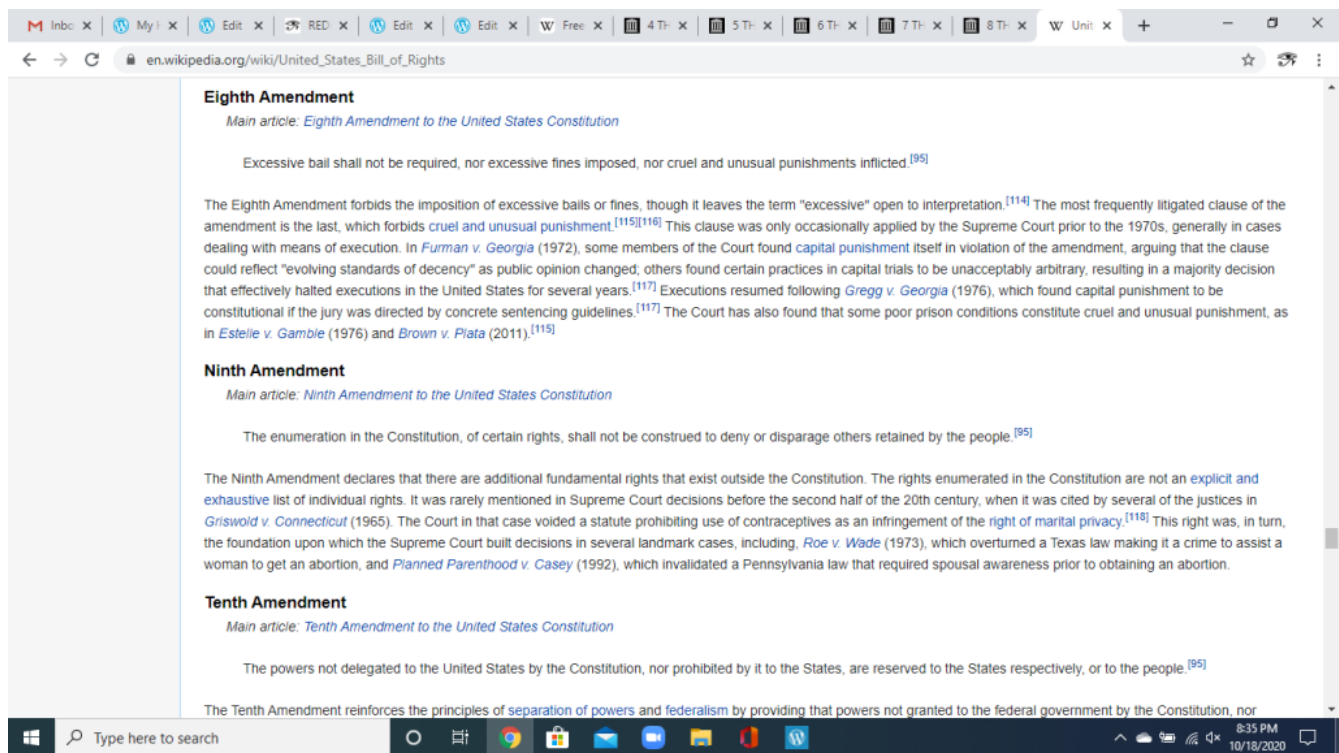 Inbo
My H
Edit
RED
Edit
Edit
Free
4 TH
5 TH
6 TH
7 TH
8 TH
Unit
en.wikipedia.org/wiki/United_States_Bill_of_Rights
Eighth Amendment
Main article: Eighth Amendment to the United States Constitution
Excessive bail shall not be required, nor excessive fines imposed, nor cruel and unusual punishments inflicted.[95]
The Eighth Amendment forbids the imposition of excessive bails or fines, though it leaves the term "excessive" open to interpretation.[114] The most frequently litigated clause of the
amendment is the last, which forbids cruel and unusual punishment.[115][116] This clause was only occasionally applied by the Supreme Court prior to the 1970s, generally in cases
dealing with means of execution. In Furman v. Georgia (1972), some members of the Court found capital punishment itself in violation of the amendment, arguing that the clause
could reflect "evolving standards of decency" as public opinion changed; others found certain practices in capital trials to be unacceptably arbitrary, resulting in a majority decision
that effectively halted executions in the United States for several years.[117] Executions resumed following Gregg v. Georgia (1976), which found capital punishment to be
constitutional if the jury was directed by concrete sentencing guidelines.[117] The Court has also found that some poor prison conditions constitute cruel and unusual punishment, as
in Estelle v. Gamble (1976) and Brown v. Plata (2011).[115]
Ninth Amendment
Main article: Ninth Amendment to the United States Constitution
The enumeration in the Constitution, of certain rights, shall not be construed to deny or disparage others retained by the people.[95]
The Ninth Amendment declares that there are additional fundamental rights that exist outside the Constitution. The rights enumerated in the Constitution are not an explicit and
exhaustive list of individual rights. It was rarely mentioned in Supreme Court decisions before the second half of the 20th century, when it was cited by several of the justices in
Griswold v. Connecticut (1965). The Court in that case voided a statute prohibiting use of contraceptives as an infringement of the right of marital privacy.[118] This right was, in turn,
the foundation upon which the Supreme Court built decisions in several landmark cases, including, Roe v. Wade (1973), which overturned a Texas law making it a crime to assist a
woman to get an abortion, and Planned Parenthood v. Casey (1992), which invalidated a Pennsylvania law that required spousal awareness prior to obtaining an abortion.
Tenth Amendment
Main article: Tenth Amendment to the United States Constitution
The powers not delegated to the United States by the Constitution, nor prohibited by it to the States, are reserved to the States respectively, or to the people.[95]
The Tenth Amendment reinforces the principles of separation of powers and federalism by providing that powers not granted to the federal government by the Constitution, nor
Type here to search
8:35 PM
10/18/2020